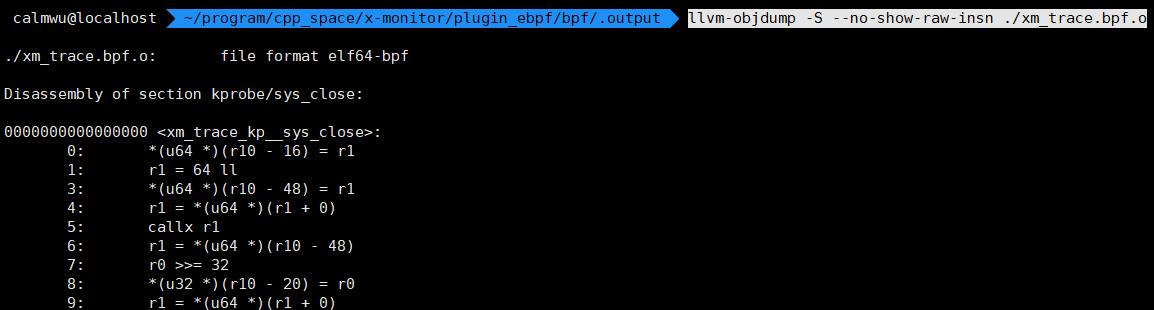 calmwu@localhost ~/program/cpp_space/x-monitor/plugin_ebpf/bpf/.output llvm-objdump -S --no-show-raw-insn ./xm_trace.bpf.o
./xm_trace.bpf.o: file format elf64-bpf
Disassembly of section kprobe/sys_close:
0000000000000000 <xm_trace_kp__sys_close>:
0: *(u64 *)(r10 - 16) = r1
1: r1 = 64 ll
3: *(u64 *)(r10 - 48) = r1
4: r1 = *(u64 *)(r1 + 0)
5: callx r1
6: r1 = *(u64 *)(r10 - 48)
7: r0 >>= 32
8: *(u32 *)(r10 - 20) = r0
9: r1 = *(u64 *)(r1 + 0)